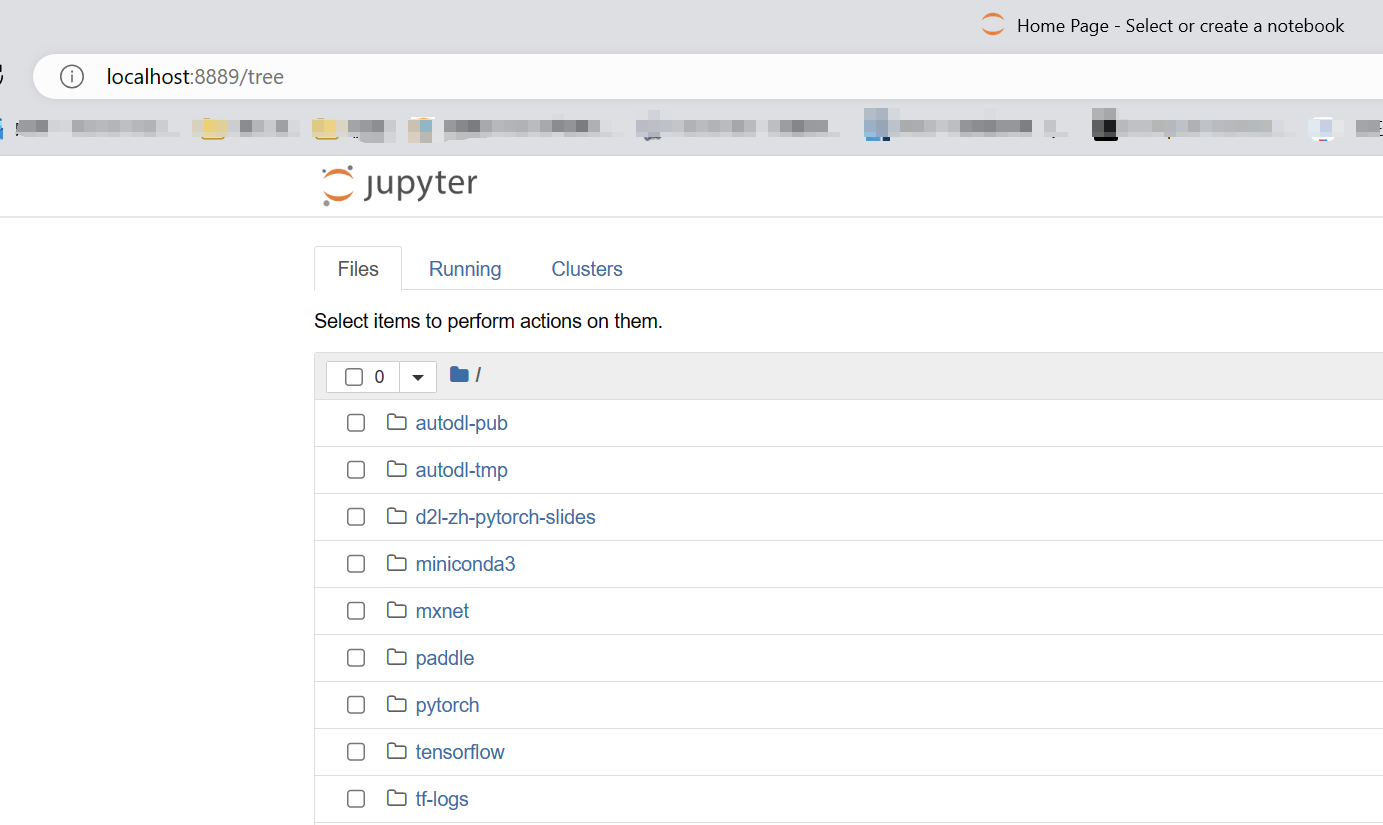 Home Page - Select or create a notebook
localhost:8889/tree
jupyter
Files Running Clusters
Select items to perform actions on them.
0 /
autodl-pub
autodl-tmp
d2l-zh-pytorch-slides
miniconda3
mxnet
paddle
pytorch
tensorflow
tf-logs